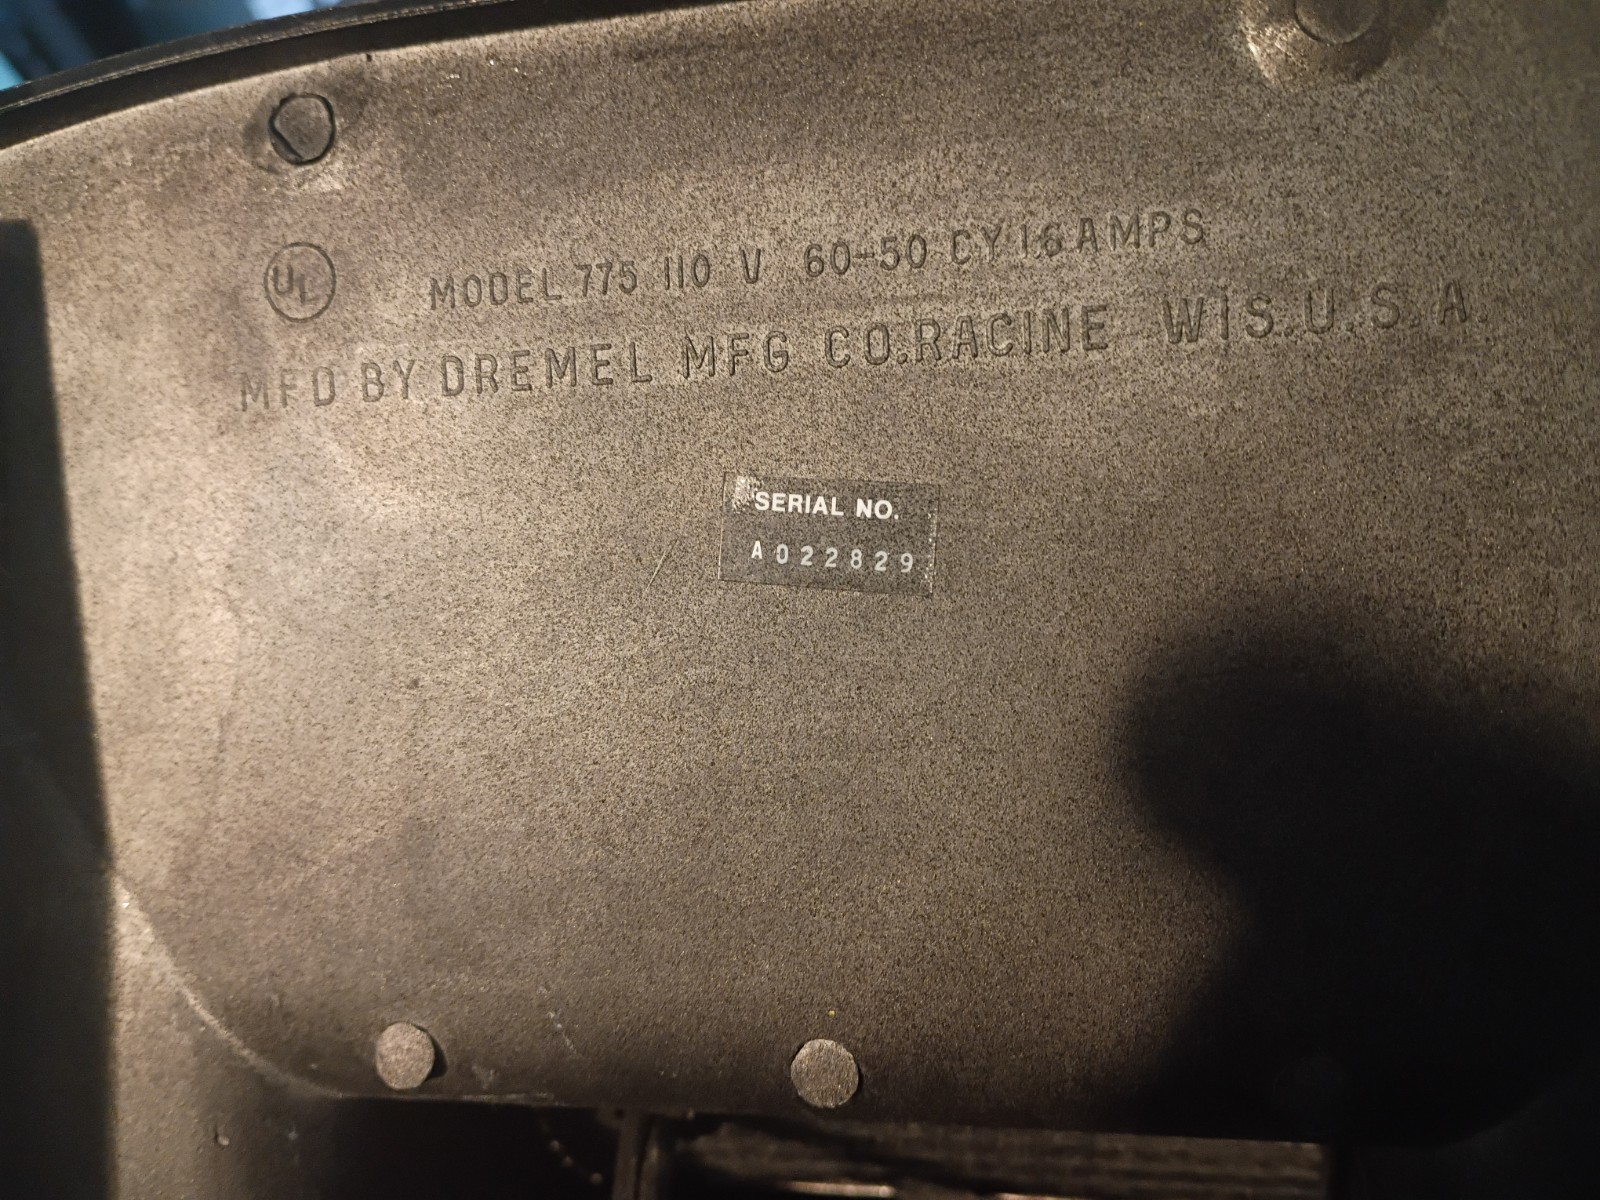 UL
MODEL 775 110 V 60-50 CY 1.6 AMPS
MFD BY DREMEL MFG CO. RACINE WIS. U. S. A.
SERIAL NO.
A022829